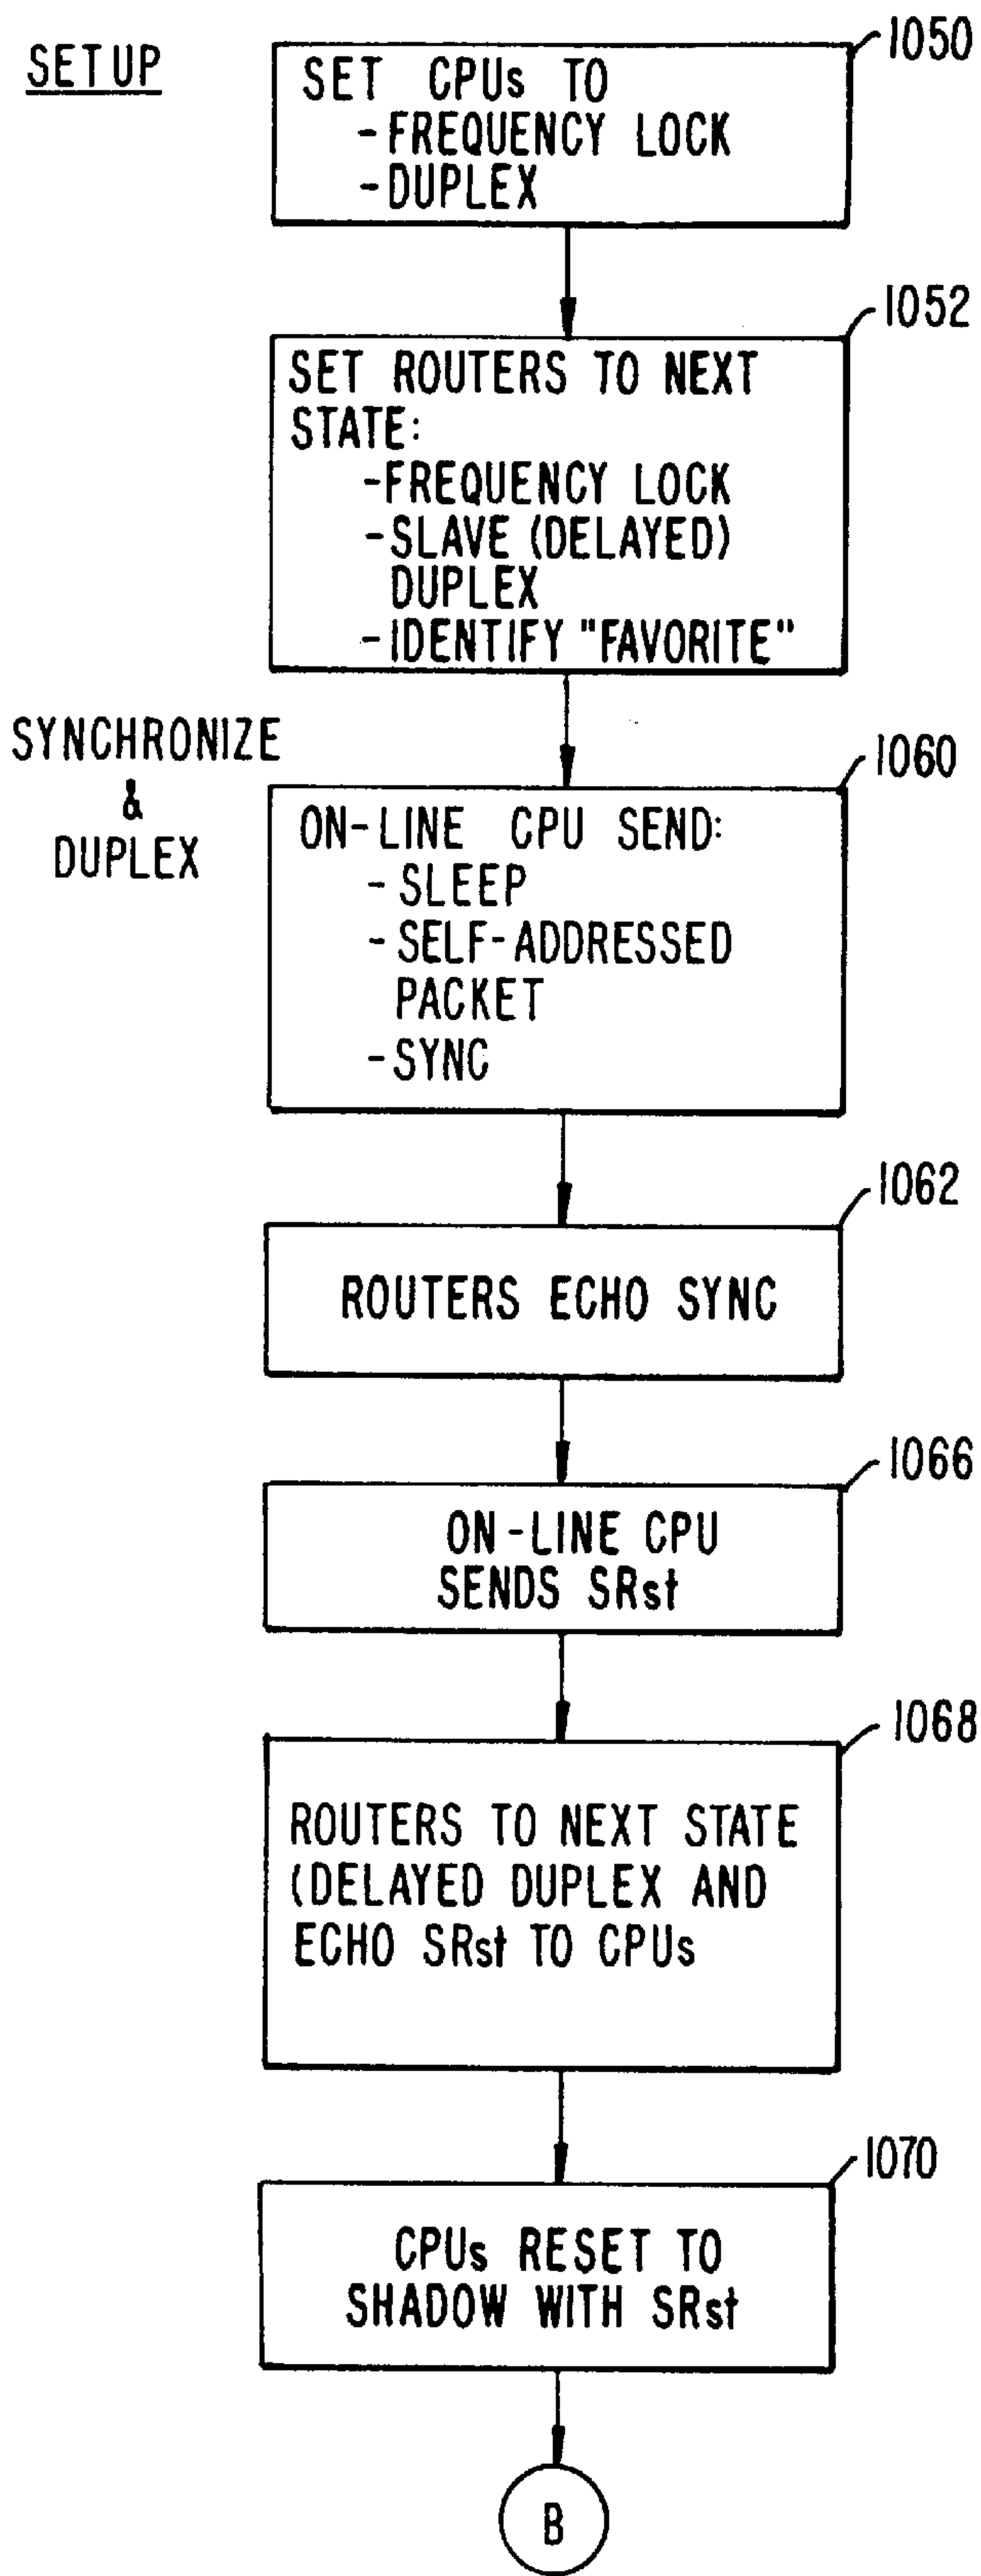 SETUP
1050
SET CPUs TO
-FREQUENCY LOCK
-DUPLEX
1052
SET ROUTERS TO NEXT
STATE:
-FREQUENCY LOCK
-SLAVE (DELAYED)
DUPLEX
-IDENTIFY "FAVORITE"
SYNCHRONIZE
&
DUPLEX
1060
ON-LINE CPU SEND:
- SLEEP
- SELF-ADDRESSED
PACKET
- SYNC
1062
ROUTERS ECHO SYNC
1066
ON-LINE CPU
SENDS SRst
1068
ROUTERS TO NEXT STATE
(DELAYED DUPLEX AND
ECHO SRst TO CPUs
1070
CPUs RESET TO
SHADOW WITH SRst
B